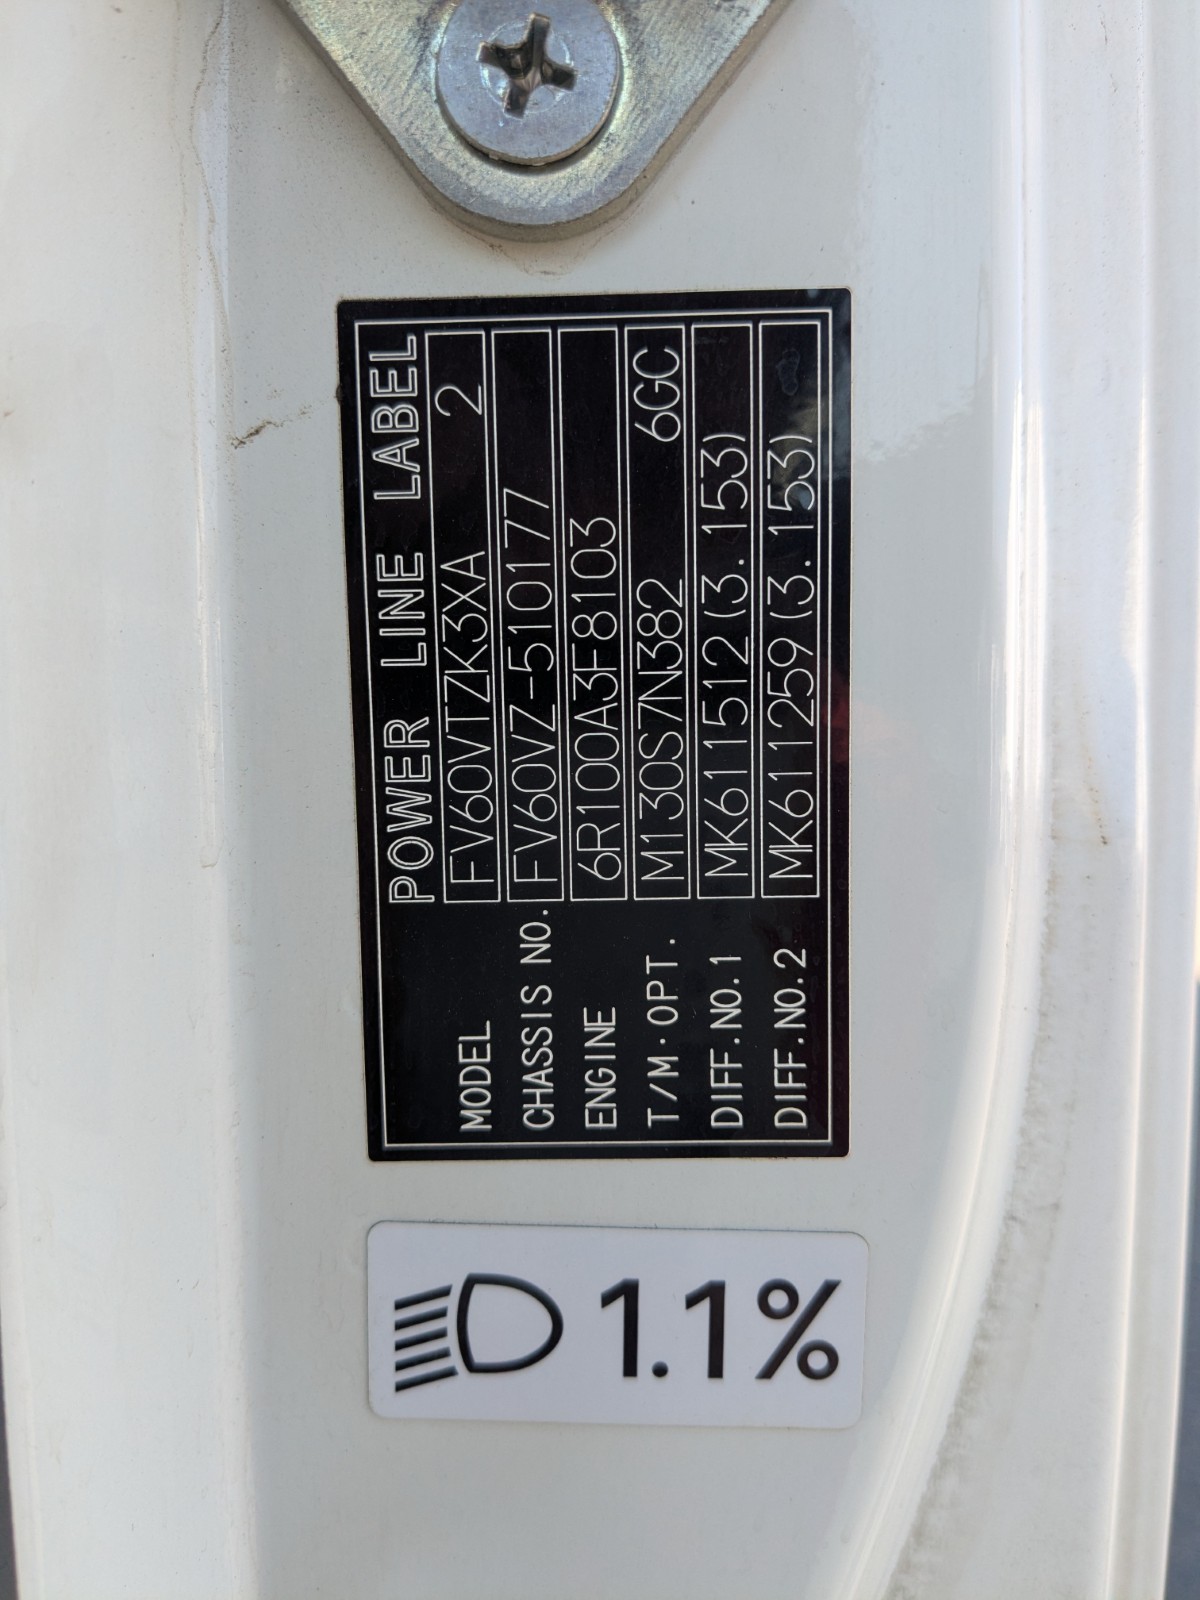 POWER LINE LABEL
MODEL FV60VTZK3XA 2
CHASSIS NO. FV60VZ-510177
ENGINE 6R100A3F8103
T/M·OPT. M130S7N382 6GC
DIFF.NO.1 MK611512(3.153)
DIFF.NO.2 MK611259(3.153)
1.1%